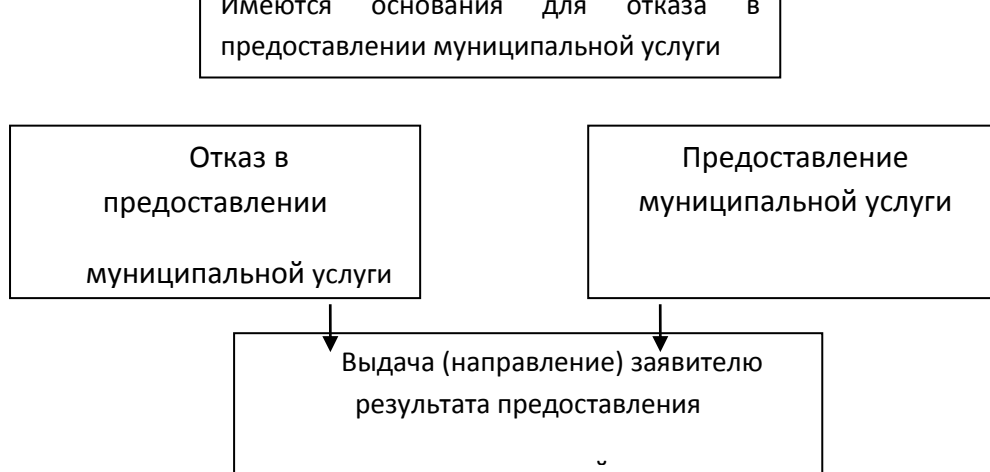 Имеются основания для отказа в
предоставлении муниципальной услуги
Отказ в
предоставлении
муниципальной услуги
Предоставление
муниципальной услуги
Выдача (направление) заявителю
результата предоставления